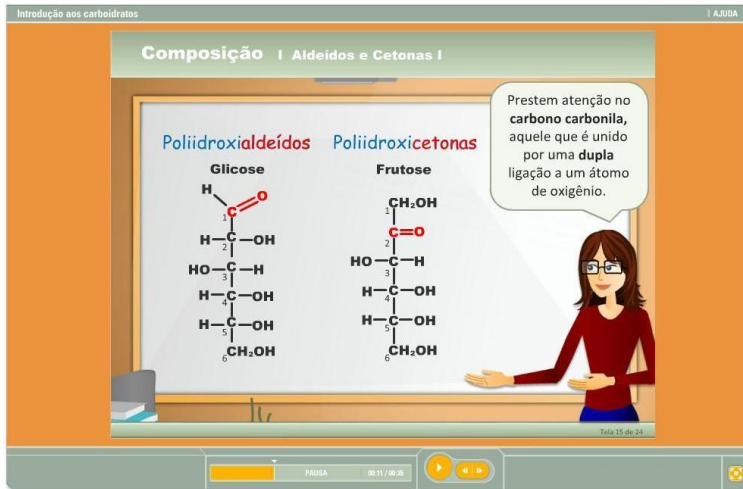 Introdução aos carboidratos
| AJUDA
Composição | Aldeídos e Cetonas |
Prestem atenção no
carbono carbonila,
aquele que é unido
por uma dupla
ligação a um átomo
de oxigênio.
Poliidroxialdeídos
Glicose
H O
C
1
H—C—OH
2
HO—C—H
3
H—C—OH
4
H—C—OH
5
CH₂OH
6
Poliidroxicetonas
Frutose
CH₂OH
1
C=O
2
HO—C—H
3
H—C—OH
4
H—C—OH
5
CH₂OH
6
Tela 15 de 24
PAUSA 00:11 / 00:35